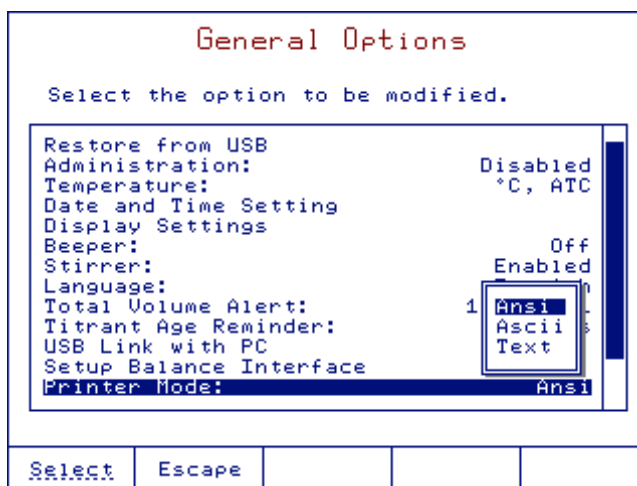 General Options
Select the option to be modified.
Restore from USB
Administration: Disabled
Temperature: °C, ATC
Date and Time Setting
Display Settings
Beeper: Off
Stirrer: Enabled
Language:
Total Volume Alert: 1
Titrant Age Reminder:
USB Link with PC
Setup Balance Interface
Printer Mode: Ansi
Ansi
Ascii
Text
Select Escape